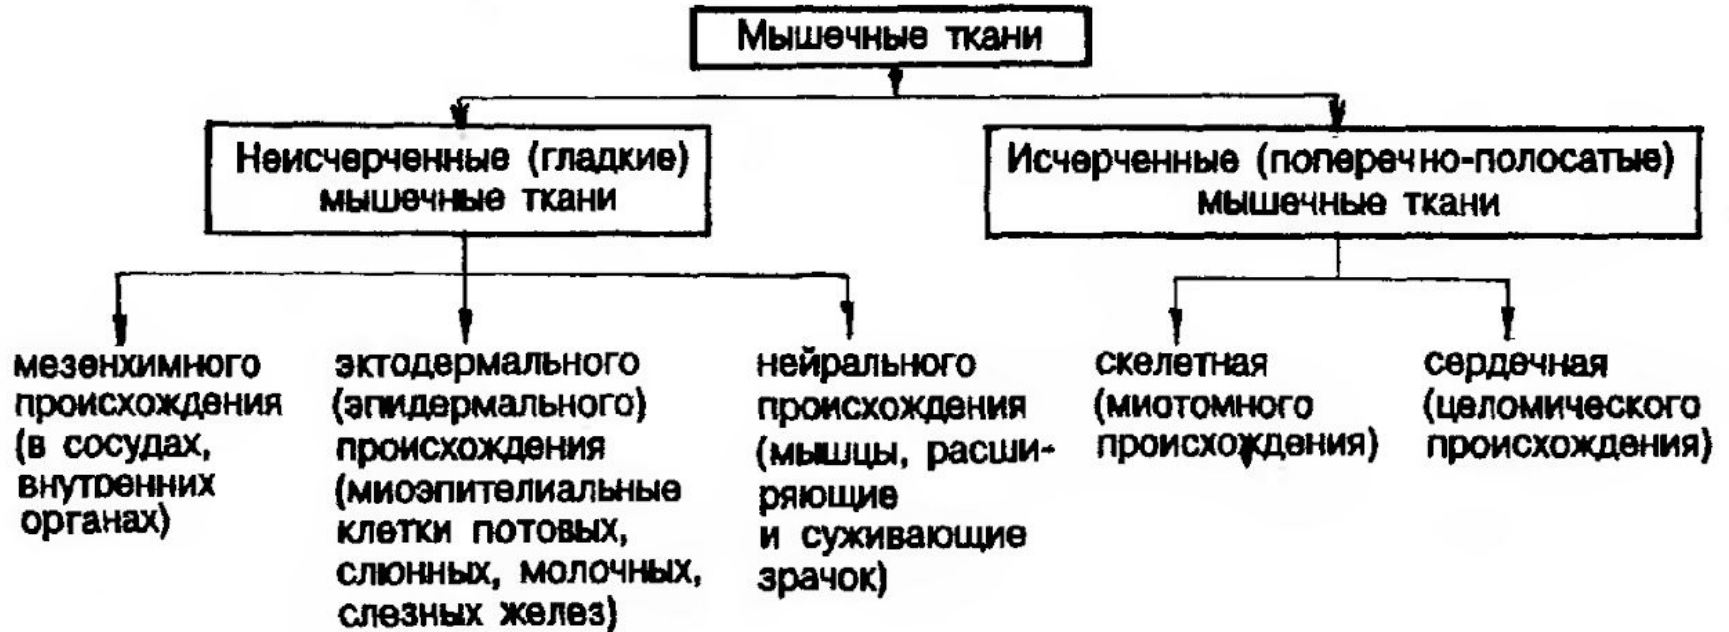 Мышечные ткани
Неисчерченные (гладкие)
мышечные ткани
Исчерченные (поперечно-полосатые)
мышечные ткани
мезенхимного
происхождения
(в сосудах,
внутренних
органах)
эктодермального
(эпидермального)
происхождения
(миоэпителиальные
клетки потовых,
слюнных, молочных,
слезных желез)
нейрального
происхождения
(мышцы, расши-
ряющие
и суживающие
зрачок)
скелетная
(миотомного
происхождения)
сердечная
(целомического
происхождения)